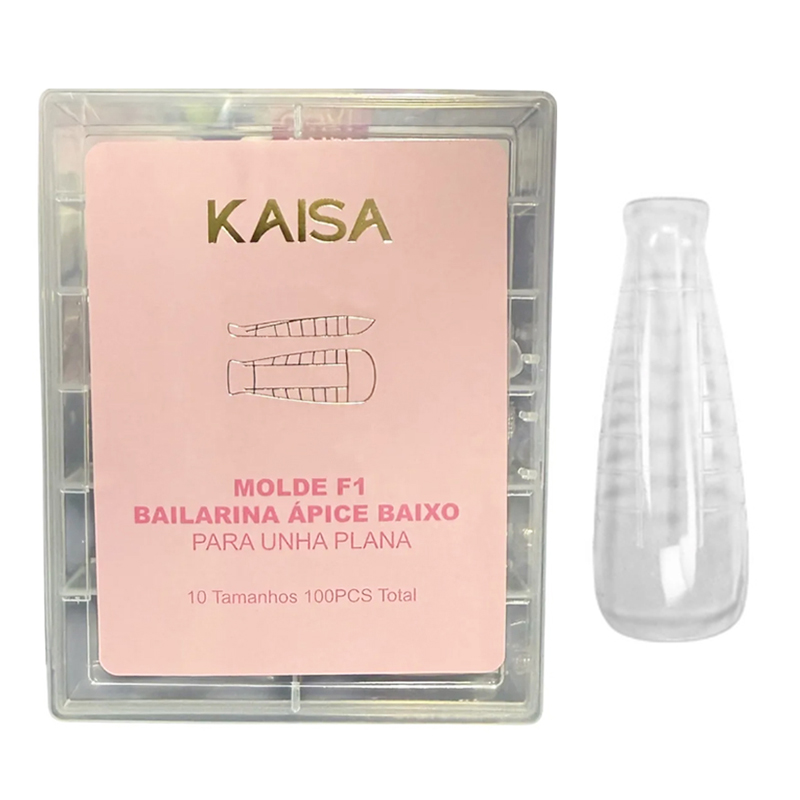 KAISA
MOLDE F1
BAILARINA ÁPICE BAIXO
PARA UNHA PLANA
10 Tamanhos 100PCS Total